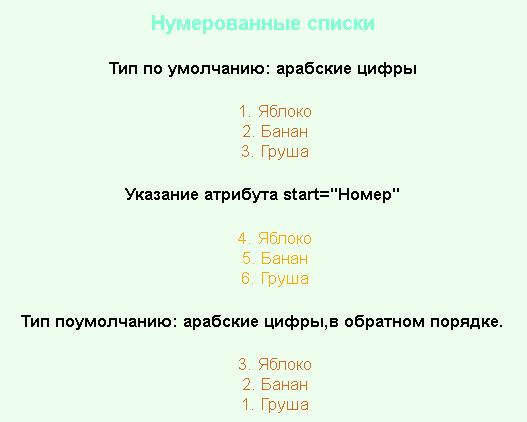 Нумерованные списки
Тип по умолчанию: арабские цифры
1. Яблоко
2. Банан
3. Груша
Указание атрибута start="Номер"
4. Яблоко
5. Банан
6. Груша
Тип поумолчанию: арабские цифры,в обратном порядке.
3. Яблоко
2. Банан
1. Груша